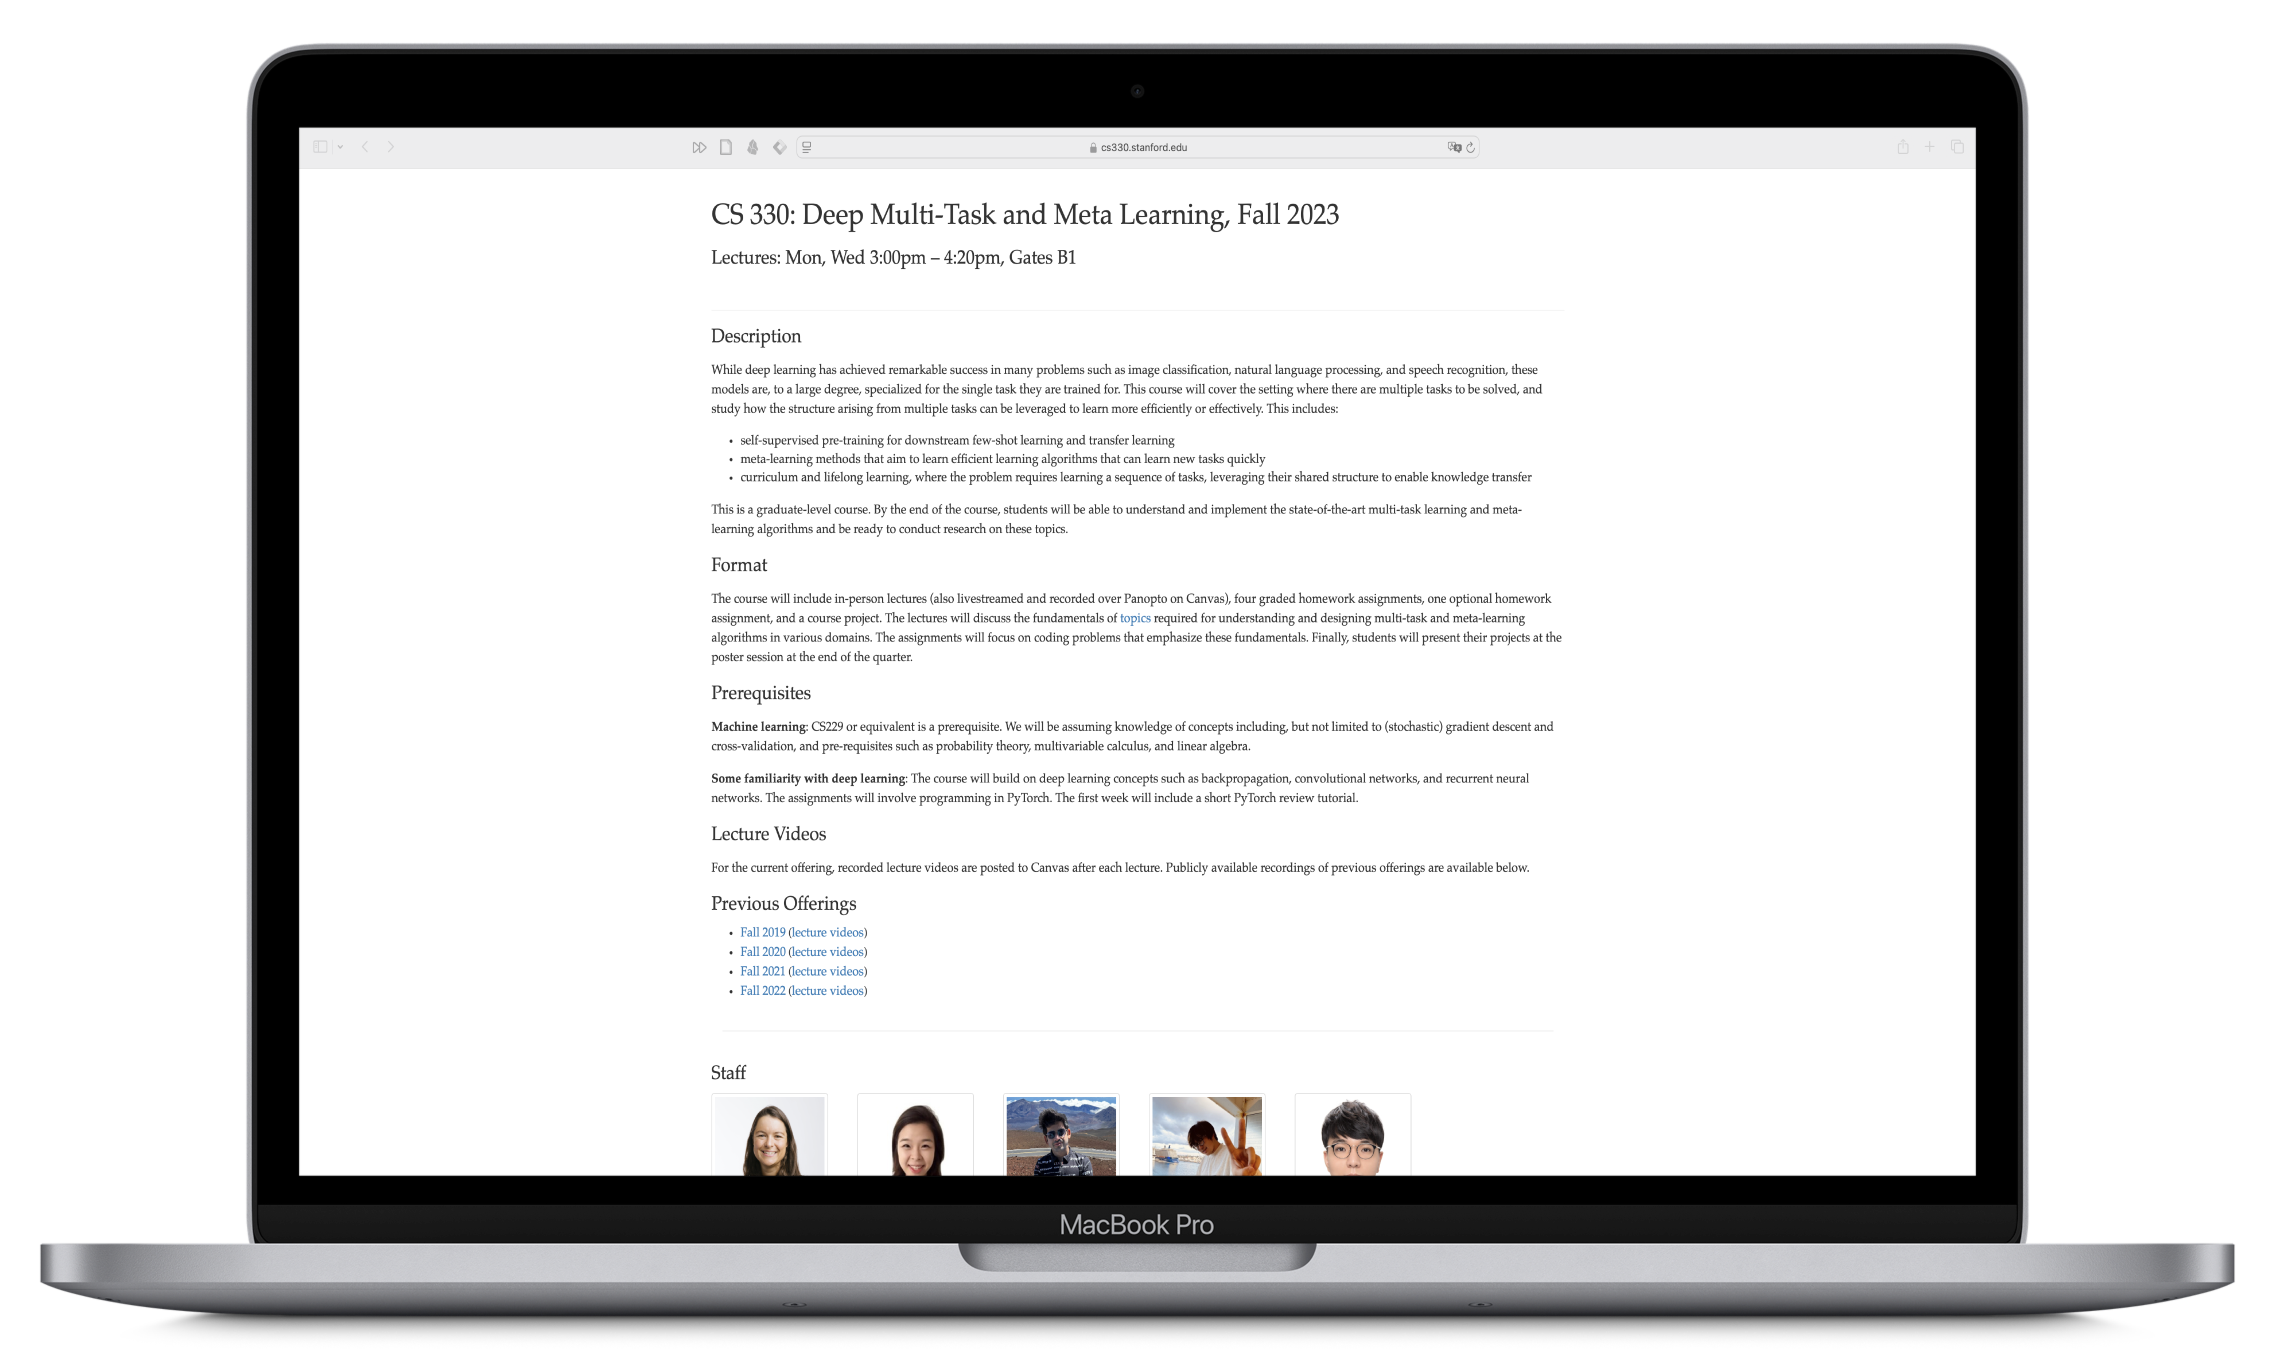 cs330.stanford.edu
CS 330: Deep Multi-Task and Meta Learning, Fall 2023
Lectures: Mon, Wed 3:00pm – 4:20pm, Gates B1
Description
While deep learning has achieved remarkable success in many problems such as image classification, natural language processing, and speech recognition, these
models are, to a large degree, specialized for the single task they are trained for. This course will cover the setting where there are multiple tasks to be solved, and
study how the structure arising from multiple tasks can be leveraged to learn more efficiently or effectively. This includes:
• self-supervised pre-training for downstream few-shot learning and transfer learning
• meta-learning methods that aim to learn efficient learning algorithms that can learn new tasks quickly
• curriculum and lifelong learning, where the problem requires learning a sequence of tasks, leveraging their shared structure to enable knowledge transfer
This is a graduate-level course. By the end of the course, students will be able to understand and implement the state-of-the-art multi-task learning and meta-
learning algorithms and be ready to conduct research on these topics.
Format
The course will include in-person lectures (also livestreamed and recorded over Panopto on Canvas), four graded homework assignments, one optional homework
assignment, and a course project. The lectures will discuss the fundamentals of topics required for understanding and designing multi-task and meta-learning
algorithms in various domains. The assignments will focus on coding problems that emphasize these fundamentals. Finally, students will present their projects at the
poster session at the end of the quarter.
Prerequisites
Machine learning: CS229 or equivalent is a prerequisite. We will be assuming knowledge of concepts including, but not limited to (stochastic) gradient descent and
cross-validation, and pre-requisites such as probability theory, multivariable calculus, and linear algebra.
Some familiarity with deep learning: The course will build on deep learning concepts such as backpropagation, convolutional networks, and recurrent neural
networks. The assignments will involve programming in PyTorch. The first week will include a short PyTorch review tutorial.
Lecture Videos
For the current offering, recorded lecture videos are posted to Canvas after each lecture. Publicly available recordings of previous offerings are available below.
Previous Offerings
• Fall 2019 (lecture videos)
• Fall 2020 (lecture videos)
• Fall 2021 (lecture videos)
• Fall 2022 (lecture videos)
Staff
MacBook Pro